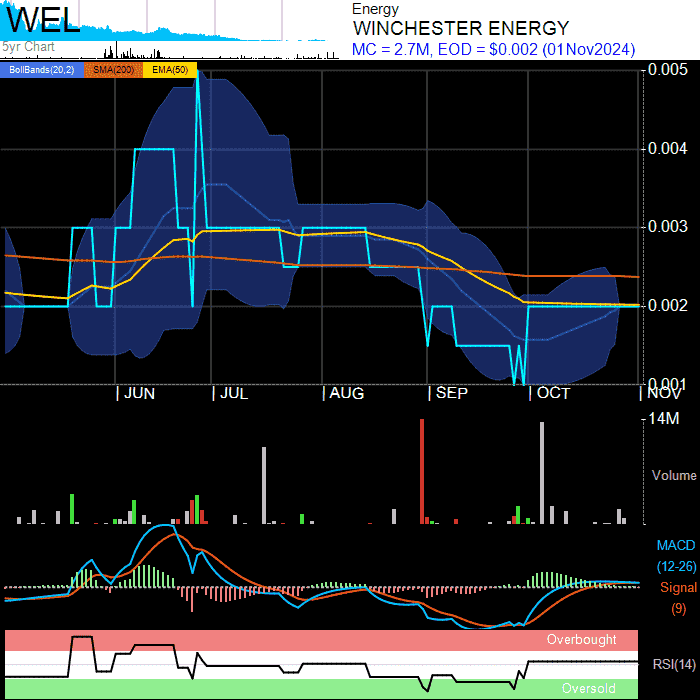 WEL
5yr Chart
Energy
WINCHESTER ENERGY
MC = 2.7M, EOD = $0.002 (01Nov2024)
BollBands(20,2) SMA(200) EMA(50)
0.005
0.004
0.003
0.002
0.001
JUN JUL AUG SEP OCT NOV
14M
Volume
MACD
(12-26)
Signal
(9)
Overbought
RSI(14)
Oversold